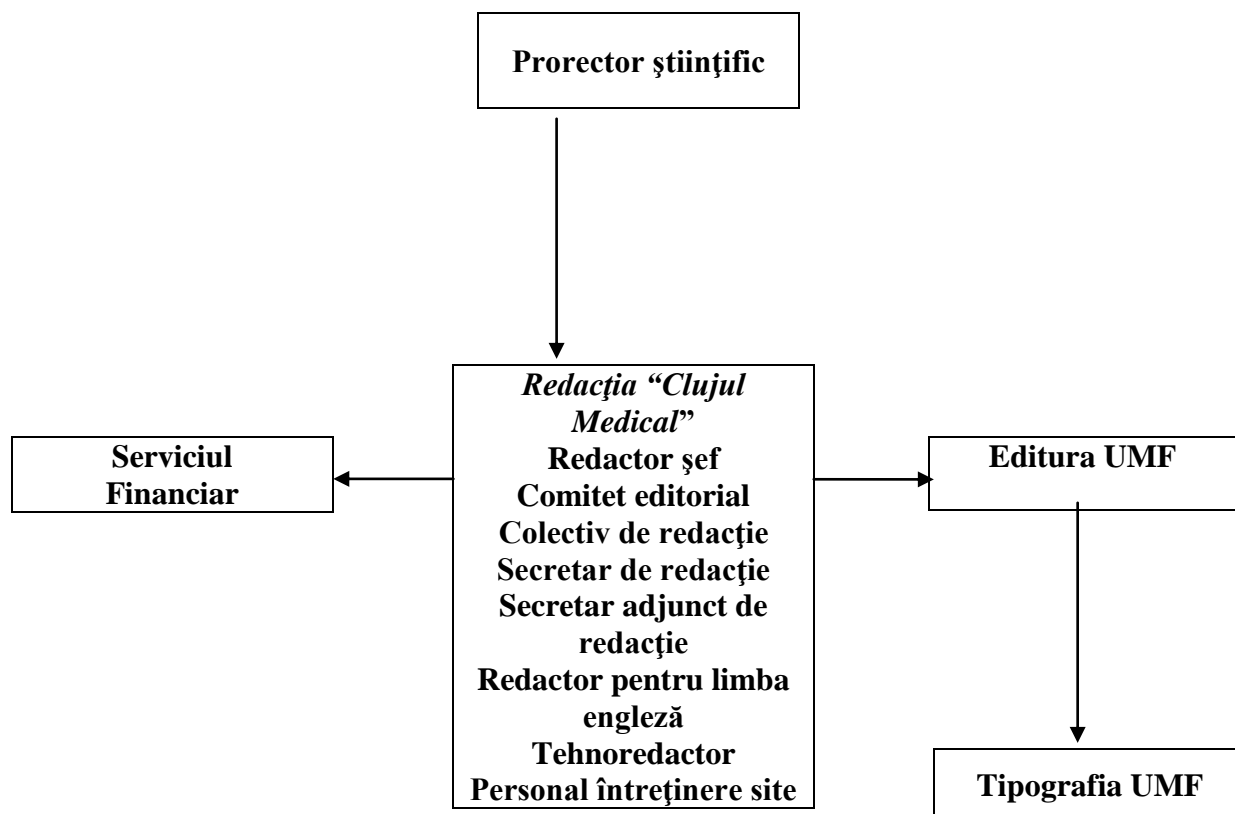 Prorector ştiinţific
Redacţia “Clujul
Medical”
Redactor şef
Comitet editorial
Colectiv de redacţie
Secretar de redacţie
Secretar adjunct de
redacţie
Redactor pentru limba
engleză
Tehnoredactor
Personal întreţinere site
Serviciul
Financiar
Editura UMF
Tipografia UMF